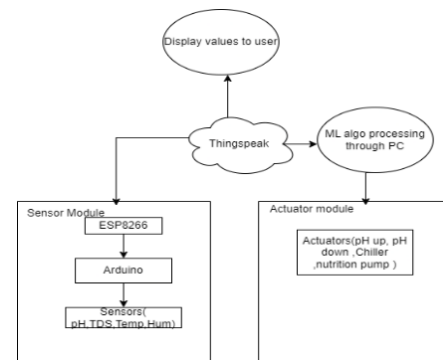 Display values to user
Thingspeak
ML algo processing
through PC
Sensor Module
ESP8266
Arduino
Sensors(
pH,TDS,Temp,Hum)
Actuator module
Actuators(pH up, pH
down ,Chiller
,nutrition pump )